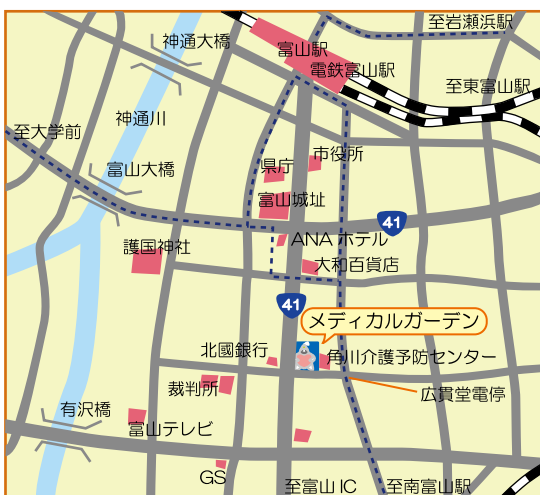 至岩瀬浜駅
神通大橋
富山駅
電鉄富山駅
至東富山駅
神通川
至大学前
市役所
県庁
富山大橋
富山城址
41
ANAホテル
護国神社
大和百貨店
41
メディカルガーデン
北國銀行
角川介護予防センター
裁判所
広貫堂電停
有沢橋
富山テレビ
GS
至富山IC
至南富山駅